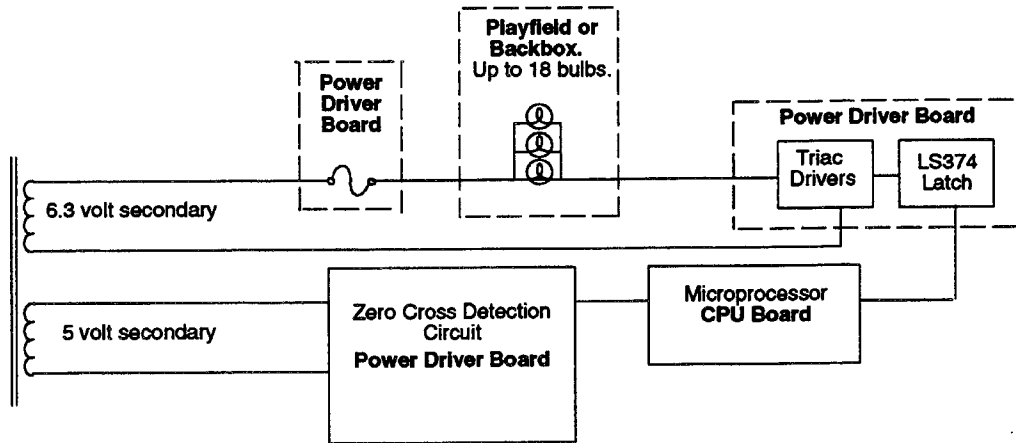 Playfield or
Backbox.
Up to 18 bulbs.
Power
Driver
Board
Power Driver Board
Triac
Drivers
LS374
Latch
6.3 volt secondary
5 volt secondary
Zero Cross Detection
Circuit
Power Driver Board
Microprocessor
CPU Board